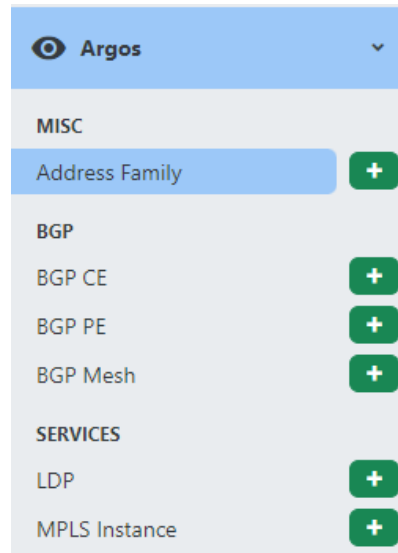 Argos
MISC
Address Family
BGP
BGP CE
BGP PE
BGP Mesh
SERVICES
LDP
MPLS Instance